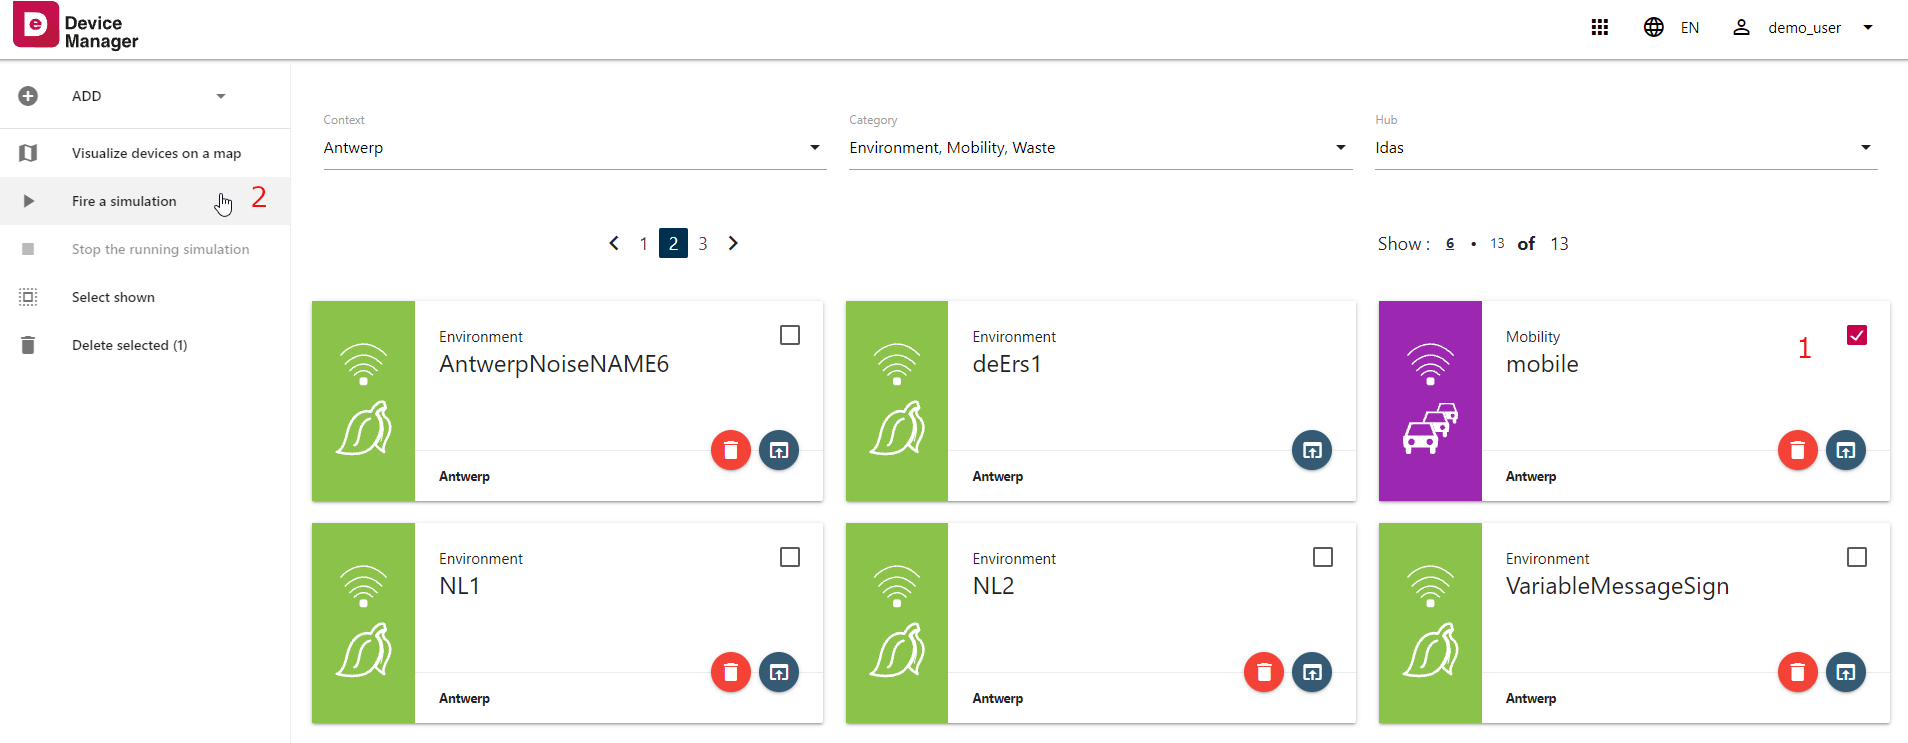 De Device Manager
EN demo_user
ADD
Visualize devices on a map
Fire a simulation 2
Stop the running simulation
Select shown
Delete selected (1)
Context Category Hub
Antwerp Environment, Mobility, Waste Idas
1 2 3 Show : 6 • 13 of 13
Environment
AntwerpNoiseNAME6
Antwerp
Environment
deErs1
Antwerp
Mobility
mobile
1
Antwerp
Environment
NL1
Antwerp
Environment
NL2
Antwerp
Environment
VariableMessageSign
Antwerp